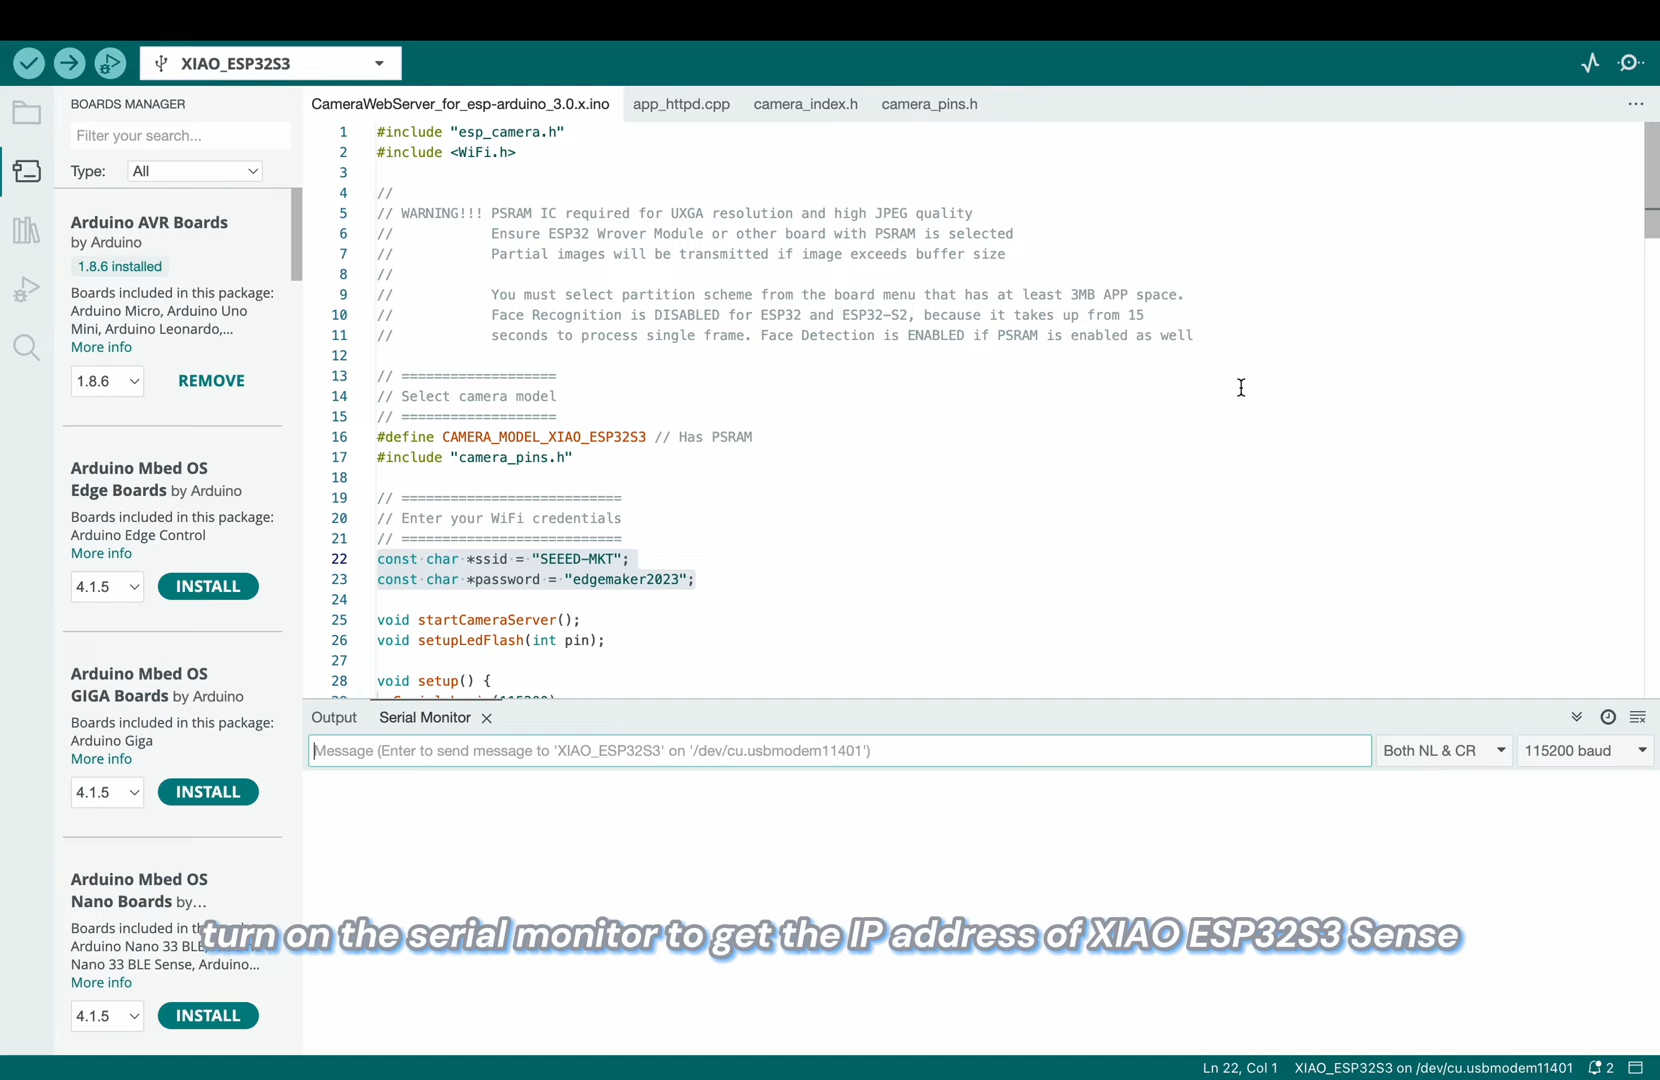 XIAO_ESP32S3
BOARDS MANAGER
Filter your search...
Type: All
Arduino AVR Boards
by Arduino
1.8.6 installed
Boards included in this package:
Arduino Micro, Arduino Uno
Mini, Arduino Leonardo,...
More info
1.8.6 REMOVE
Arduino Mbed OS
Edge Boards by Arduino
Boards included in this package:
Arduino Edge Control
More info
4.1.5 INSTALL
Arduino Mbed OS
GIGA Boards by Arduino
Boards included in this package:
Arduino Giga
More info
4.1.5 INSTALL
Arduino Mbed OS
Nano Boards by...
Boards included in
Arduino Nano 33 BLE
Nano 33 BLE Sense, Arduino...
More info
4.1.5 INSTALL
CameraWebServer_for_esp-arduino_3.0.x.ino app_httpd.cpp camera_index.h camera_pins.h ...
1 #include "esp_camera.h"
2 #include <WiFi.h>
3
4 //
5 // WARNING!!! PSRAM IC required for UXGA resolution and high JPEG quality
6 // Ensure ESP32 Wrover Module or other board with PSRAM is selected
7 // Partial images will be transmitted if image exceeds buffer size
8 //
9 // You must select partition scheme from the board menu that has at least 3MB APP space.
10 // Face Recognition is DISABLED for ESP32 and ESP32-S2, because it takes up from 15
11 // seconds to process single frame. Face Detection is ENABLED if PSRAM is enabled as well
12
13 // ===================
14 // Select camera model
15 // ===================
16 #define CAMERA_MODEL_XIAO_ESP32S3 // Has PSRAM
17 #include "camera_pins.h"
18
19 // ===========================
20 // Enter your WiFi credentials
21 // ===========================
22 const char *ssid = "SEEED-MKT";
23 const char *password = "edgemaker2023";
24
25 void startCameraServer();
26 void setupLedFlash(int pin);
27
28 void setup() {
Output Serial Monitor
Message (Enter to send message to 'XIAO_ESP32S3' on '/dev/cu.usbmodem11401')
Both NL & CR 115200 baud
turn on the serial monitor to get the IP address of XIAO ESP32S3 Sense
Ln 22, Col 1 XIAO_ESP32S3 on /dev/cu.usbmodem11401 2